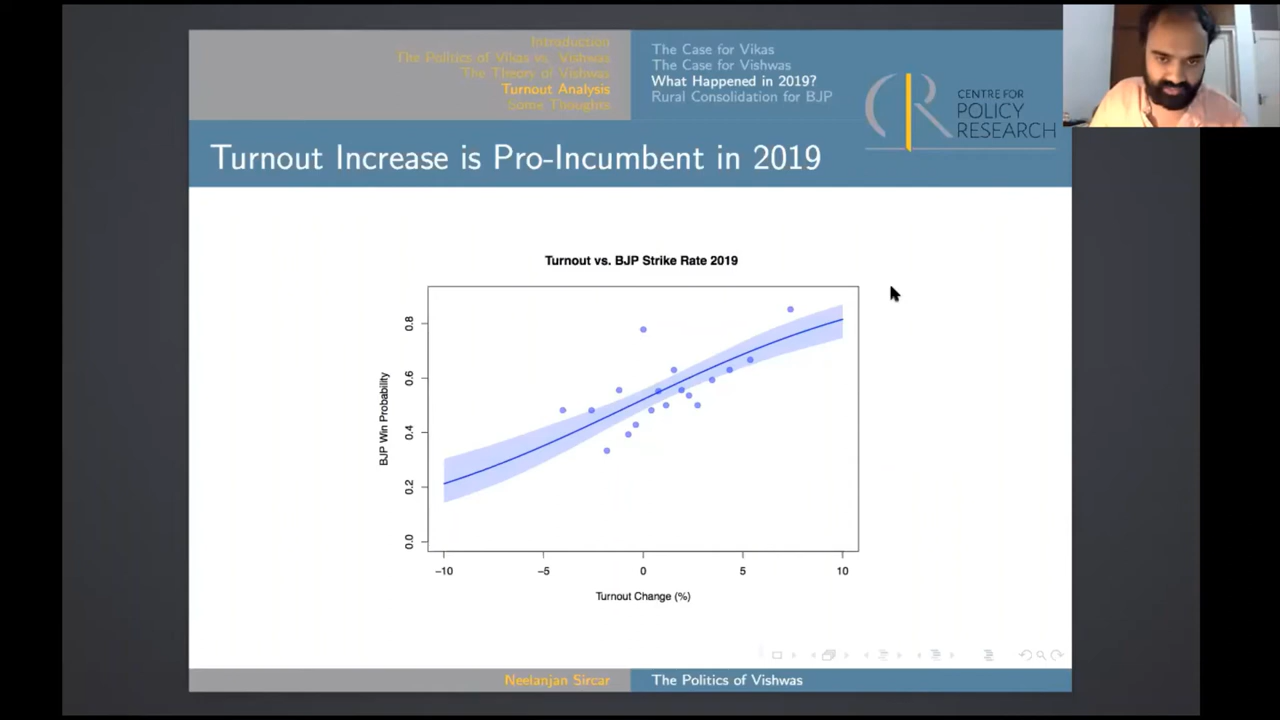 Introduction
The Politics of Vikas vs. Vishwas
The Theory of Vishwas
Turnout Analysis
Some Thoughts
The Case for Vikas
The Case for Vishwas
What Happened in 2019?
Rural Consolidation for BJP
CENTRE FOR
POLICY
RESEARCH
Turnout Increase is Pro-Incumbent in 2019
Turnout vs. BJP Strike Rate 2019
BJP Win Probability
0.8
0.6
0.4
0.2
0.0
−10
−5
0
5
10
Turnout Change (%)
Neelanjan Sircar
The Politics of Vishwas